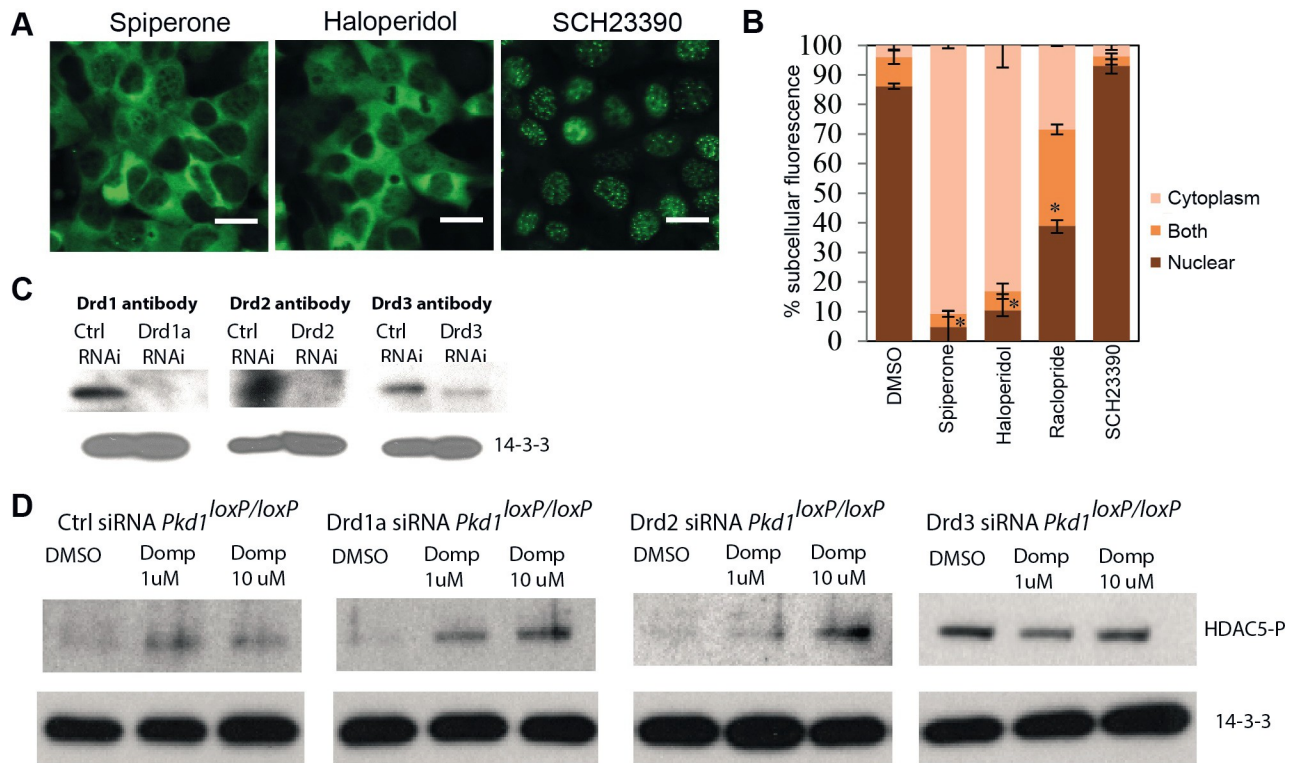 A
Spiperone Haloperidol SCH23390
B
100
90
80
70
60
50
40
30
20
10
0
% subcellular fluorescence
* * *
DMSO
Spiperone
Haloperidol
Raclopride
SCH23390
Cytoplasm
Both
Nuclear
C
Drd1 antibody Drd2 antibody Drd3 antibody
Ctrl Drd1a Ctrl Drd2 Ctrl Drd3
RNAi RNAi RNAi RNAi RNAi RNAi
14-3-3
D
Ctrl siRNA Pkd1loxP/loxP Drd1a siRNA Pkd1loxP/loxP Drd2 siRNA Pkd1loxP/loxP Drd3 siRNA Pkd1loxP/loxP
DMSO Domp Domp DMSO Domp Domp DMSO Domp Domp DMSO Domp Domp
1uM 10 uM 1uM 10 uM 1uM 10 uM 1uM 10 uM
HDAC5-P
14-3-3